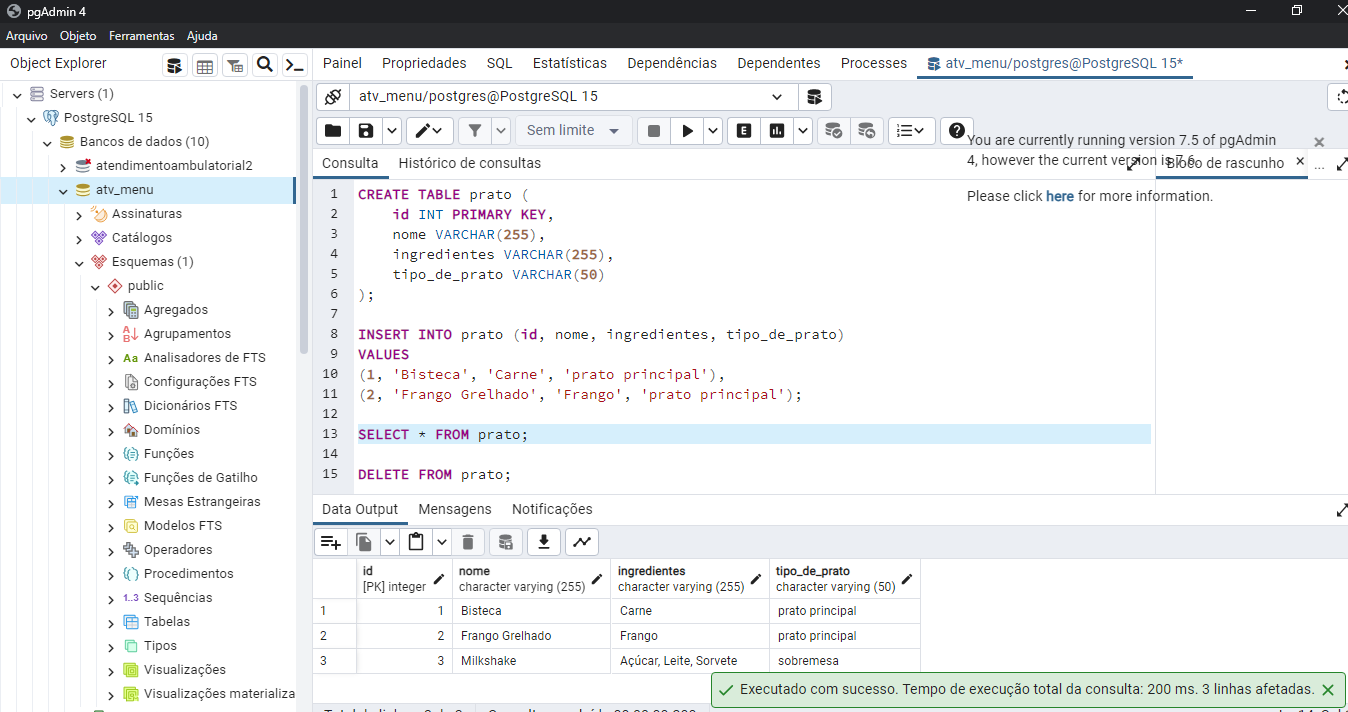 pgAdmin 4
Arquivo Objeto Ferramentas Ajuda
Object Explorer
Servers (1)
PostgreSQL 15
Bancos de dados (10)
atendimentoambulatorial2
atv_menu
Assinaturas
Catálogos
Esquemas (1)
public
Agregados
Agrupamentos
Aa Analisadores de FTS
Configurações FTS
Dicionários FTS
Domínios
Funções
Funções de Gatilho
Mesas Estrangeiras
Modelos FTS
Operadores
Procedimentos
1..3 Sequências
Tabelas
Tipos
Visualizações
Visualizações materializa
Painel Propriedades SQL Estatísticas Dependências Dependentes Processes atv_menu/postgres@PostgreSQL 15*
atv_menu/postgres@PostgreSQL 15
Sem limite
You are currently running version 7.5 of pgAdmin
4, however the current version is 7.6.
Please click here for more information.
Consulta Histórico de consultas
Bloco de rascunho
1 CREATE TABLE prato (
2 id INT PRIMARY KEY,
3 nome VARCHAR(255),
4 ingredientes VARCHAR(255),
5 tipo_de_prato VARCHAR(50)
6 );
7
8 INSERT INTO prato (id, nome, ingredientes, tipo_de_prato)
9 VALUES
10 (1, 'Bisteca', 'Carne', 'prato principal'),
11 (2, 'Frango Grelhado', 'Frango', 'prato principal');
12
13 SELECT * FROM prato;
14
15 DELETE FROM prato;
Data Output Mensagens Notificações
id nome ingredientes tipo_de_prato
[PK] integer character varying (255) character varying (255) character varying (50)
1 1 Bisteca Carne prato principal
2 2 Frango Grelhado Frango prato principal
3 3 Milkshake Açúcar, Leite, Sorvete sobremesa
Executado com sucesso. Tempo de execução total da consulta: 200 ms. 3 linhas afetadas.